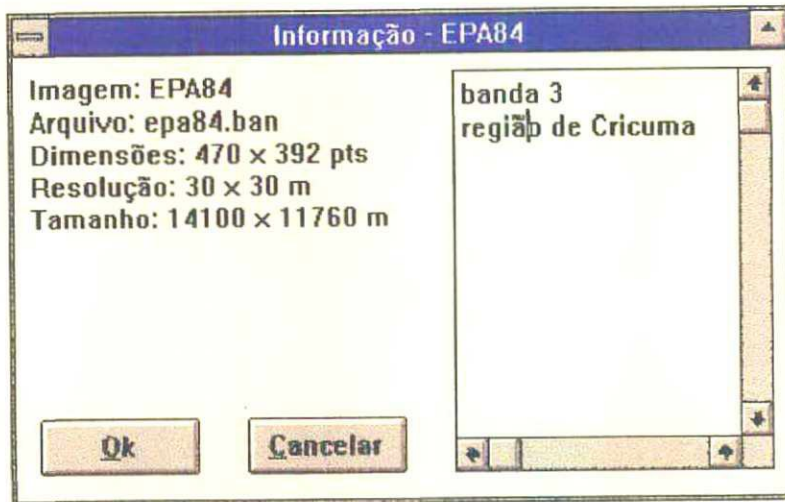 Informação - EPA84
Imagem: EPA84
Arquivo: epa84.ban
Dimensões: 470 × 392 pts
Resolução: 30 × 30 m
Tamanho: 14100 × 11760 m
banda 3
região de Cricuma
Ok
Cancelar